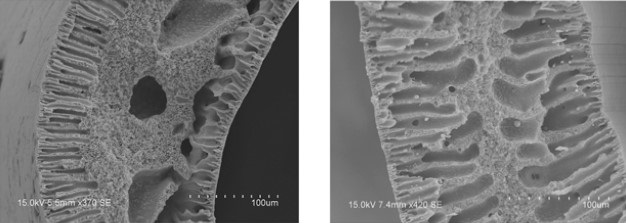 15.0kV 5.5mm x370 SE 100um
15.0kV 7.4mm x420 SE 100um